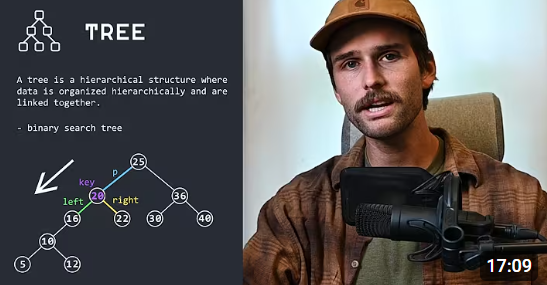 TREE
A tree is a hierarchical structure where
data is organized hierarchically and are
linked together.
- binary search tree
25
p
key
20
36
left
right
16
22
30
40
10
5
12
17:09